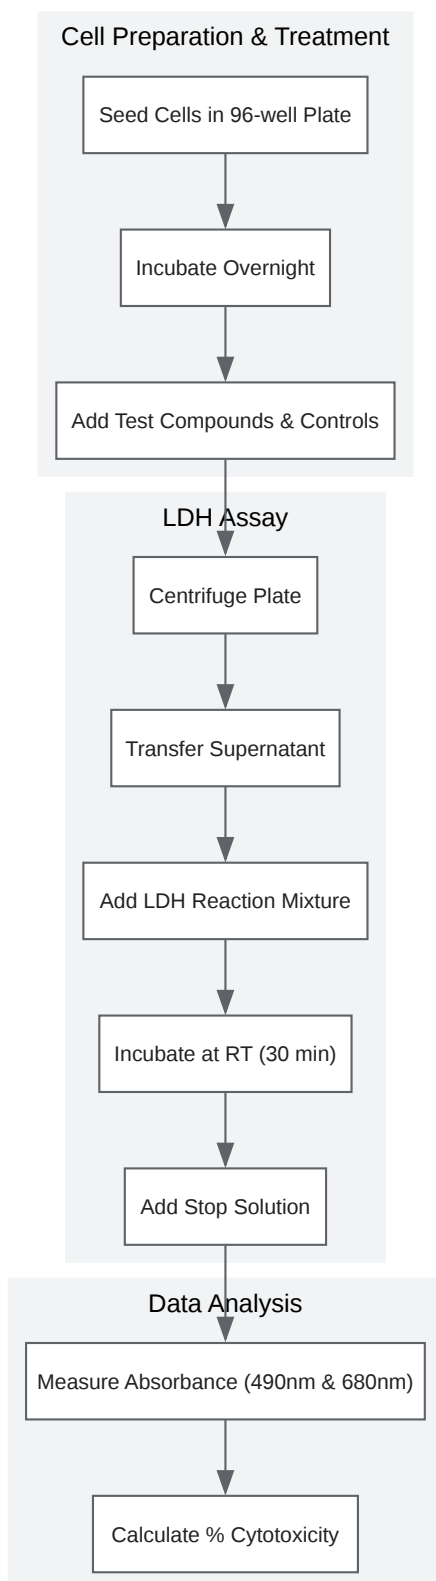 Cell Preparation & Treatment
Seed Cells in 96-well Plate
Incubate Overnight
Add Test Compounds & Controls
LDH Assay
Centrifuge Plate
Transfer Supernatant
Add LDH Reaction Mixture
Incubate at RT (30 min)
Add Stop Solution
Data Analysis
Measure Absorbance (490nm & 680nm)
Calculate % Cytotoxicity